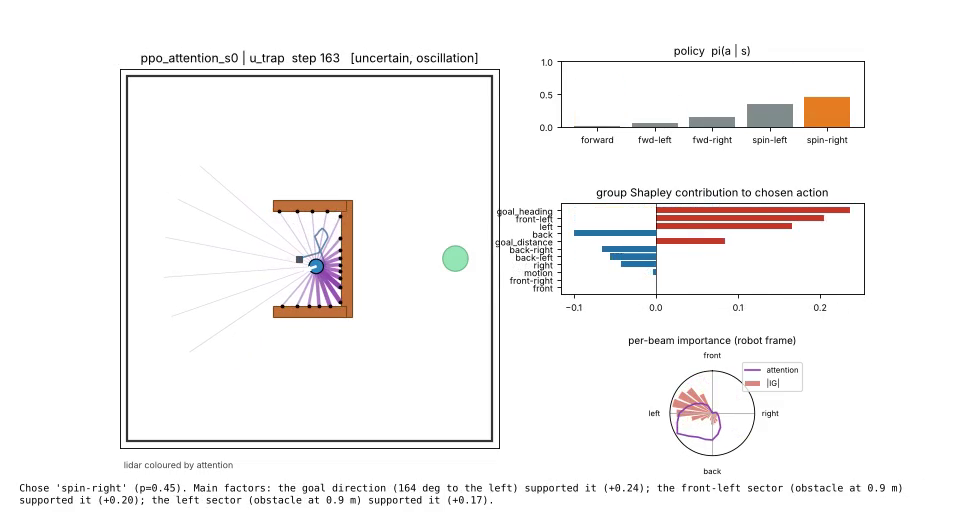 ppo_attention_s0 | u_trap  step 163   [uncertain, oscillation]
lidar coloured by attention
policy  pi(a | s)
1.0
0.5
0.0
forward
fwd-left
fwd-right
spin-left
spin-right
group Shapley contribution to chosen action
goal_heading
front-left
left
back
goal_distance
back-right
back-left
right
motion
front-right
front
−0.1
0.0
0.1
0.2
per-beam importance (robot frame)
front
attention
|IG|
left
right
back
Chose 'spin-right' (p=0.45). Main factors: the goal direction (164 deg to the left) supported it (+0.24); the front-left sector (obstacle at 0.9 m)
supported it (+0.20); the left sector (obstacle at 0.9 m) supported it (+0.17).